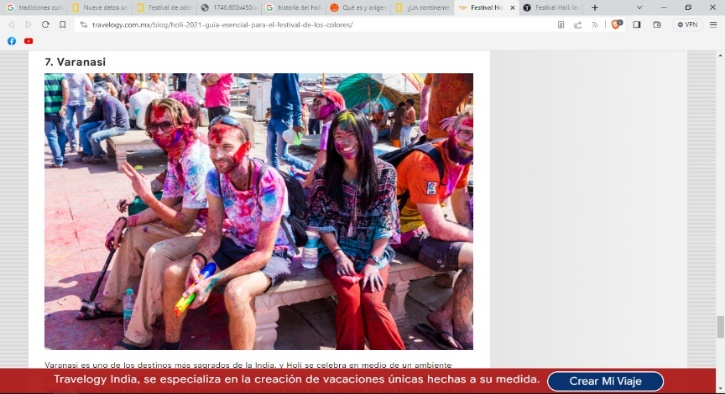 tradiciones curi
Nueve datos so
Festival de colo
1740.800x450.c
historia del holi
Qué es y origen
¿Un continente
Festival Ho
Festival Holi: la
travelogy.com.mx/blog/holi-2021-guia-esencial-para-el-festival-de-los-colores/
VPN
7. Varanasi
Varanasi es uno de los destinos más sagrados de la India, y Holi se celebra en medio de un ambiente
Travelogy India, se especializa en la creación de vacaciones únicas hechas a su medida.
Crear Mi Viaje